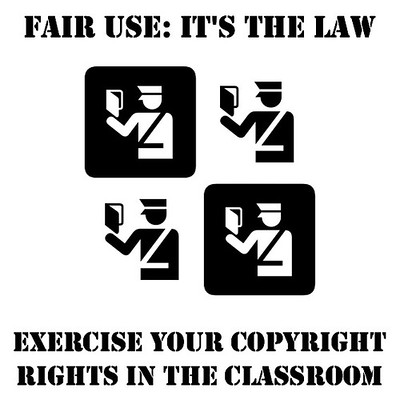 FAIR USE: IT'S THE LAW
EXERCISE YOUR COPYRIGHT
RIGHTS IN THE CLASSROOM